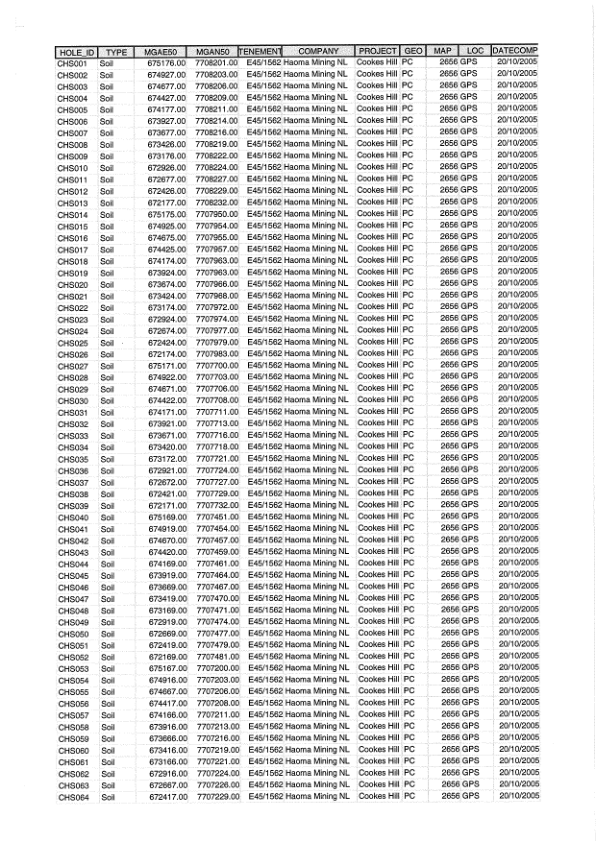 HOLE_ID TYPE MGAE50 MGAN50 TENEMENT COMPANY PROJECT GEO MAP LOC DATECOMP
CHS001 Soil 675176.00 7708201.00 E45/1562 Haoma Mining NL Cookes Hill PC 2656 GPS 20/10/2005
CHS002 Soil 674927.00 7708203.00 E45/1562 Haoma Mining NL Cookes Hill PC 2656 GPS 20/10/2005
CHS003 Soil 674677.00 7708206.00 E45/1562 Haoma Mining NL Cookes Hill PC 2656 GPS 20/10/2005
CHS004 Soil 674427.00 7708209.00 E45/1562 Haoma Mining NL Cookes Hill PC 2656 GPS 20/10/2005
CHS005 Soil 674177.00 7708211.00 E45/1562 Haoma Mining NL Cookes Hill PC 2656 GPS 20/10/2005
CHS006 Soil 673927.00 7708214.00 E45/1562 Haoma Mining NL Cookes Hill PC 2656 GPS 20/10/2005
CHS007 Soil 673677.00 7708216.00 E45/1562 Haoma Mining NL Cookes Hill PC 2656 GPS 20/10/2005
CHS008 Soil 673426.00 7708219.00 E45/1562 Haoma Mining NL Cookes Hill PC 2656 GPS 20/10/2005
CHS009 Soil 673176.00 7708222.00 E45/1562 Haoma Mining NL Cookes Hill PC 2656 GPS 20/10/2005
CHS010 Soil 672926.00 7708224.00 E45/1562 Haoma Mining NL Cookes Hill PC 2656 GPS 20/10/2005
CHS011 Soil 672677.00 7708227.00 E45/1562 Haoma Mining NL Cookes Hill PC 2656 GPS 20/10/2005
CHS012 Soil 672426.00 7708229.00 E45/1562 Haoma Mining NL Cookes Hill PC 2656 GPS 20/10/2005
CHS013 Soil 672177.00 7708232.00 E45/1562 Haoma Mining NL Cookes Hill PC 2656 GPS 20/10/2005
CHS014 Soil 675175.00 7707950.00 E45/1562 Haoma Mining NL Cookes Hill PC 2656 GPS 20/10/2005
CHS015 Soil 674925.00 7707954.00 E45/1562 Haoma Mining NL Cookes Hill PC 2656 GPS 20/10/2005
CHS016 Soil 674675.00 7707955.00 E45/1562 Haoma Mining NL Cookes Hill PC 2656 GPS 20/10/2005
CHS017 Soil 674425.00 7707957.00 E45/1562 Haoma Mining NL Cookes Hill PC 2656 GPS 20/10/2005
CHS018 Soil 674174.00 7707963.00 E45/1562 Haoma Mining NL Cookes Hill PC 2656 GPS 20/10/2005
CHS019 Soil 673924.00 7707963.00 E45/1562 Haoma Mining NL Cookes Hill PC 2656 GPS 20/10/2005
CHS020 Soil 673674.00 7707966.00 E45/1562 Haoma Mining NL Cookes Hill PC 2656 GPS 20/10/2005
CHS021 Soil 673424.00 7707968.00 E45/1562 Haoma Mining NL Cookes Hill PC 2656 GPS 20/10/2005
CHS022 Soil 673174.00 7707972.00 E45/1562 Haoma Mining NL Cookes Hill PC 2656 GPS 20/10/2005
CHS023 Soil 672924.00 7707974.00 E45/1562 Haoma Mining NL Cookes Hill PC 2656 GPS 20/10/2005
CHS024 Soil 672674.00 7707977.00 E45/1562 Haoma Mining NL Cookes Hill PC 2656 GPS 20/10/2005
CHS025 Soil 672424.00 7707979.00 E45/1562 Haoma Mining NL Cookes Hill PC 2656 GPS 20/10/2005
CHS026 Soil 672174.00 7707983.00 E45/1562 Haoma Mining NL Cookes Hill PC 2656 GPS 20/10/2005
CHS027 Soil 675171.00 7707700.00 E45/1562 Haoma Mining NL Cookes Hill PC 2656 GPS 20/10/2005
CHS028 Soil 674922.00 7707703.00 E45/1562 Haoma Mining NL Cookes Hill PC 2656 GPS 20/10/2005
CHS029 Soil 674671.00 7707706.00 E45/1562 Haoma Mining NL Cookes Hill PC 2656 GPS 20/10/2005
CHS030 Soil 674422.00 7707708.00 E45/1562 Haoma Mining NL Cookes Hill PC 2656 GPS 20/10/2005
CHS031 Soil 674171.00 7707711.00 E45/1562 Haoma Mining NL Cookes Hill PC 2656 GPS 20/10/2005
CHS032 Soil 673921.00 7707713.00 E45/1562 Haoma Mining NL Cookes Hill PC 2656 GPS 20/10/2005
CHS033 Soil 673671.00 7707716.00 E45/1562 Haoma Mining NL Cookes Hill PC 2656 GPS 20/10/2005
CHS034 Soil 673420.00 7707718.00 E45/1562 Haoma Mining NL Cookes Hill PC 2656 GPS 20/10/2005
CHS035 Soil 673172.00 7707721.00 E45/1562 Haoma Mining NL Cookes Hill PC 2656 GPS 20/10/2005
CHS036 Soil 672921.00 7707724.00 E45/1562 Haoma Mining NL Cookes Hill PC 2656 GPS 20/10/2005
CHS037 Soil 672672.00 7707727.00 E45/1562 Haoma Mining NL Cookes Hill PC 2656 GPS 20/10/2005
CHS038 Soil 672421.00 7707729.00 E45/1562 Haoma Mining NL Cookes Hill PC 2656 GPS 20/10/2005
CHS039 Soil 672171.00 7707732.00 E45/1562 Haoma Mining NL Cookes Hill PC 2656 GPS 20/10/2005
CHS040 Soil 675169.00 7707451.00 E45/1562 Haoma Mining NL Cookes Hill PC 2656 GPS 20/10/2005
CHS041 Soil 674919.00 7707454.00 E45/1562 Haoma Mining NL Cookes Hill PC 2656 GPS 20/10/2005
CHS042 Soil 674670.00 7707457.00 E45/1562 Haoma Mining NL Cookes Hill PC 2656 GPS 20/10/2005
CHS043 Soil 674420.00 7707459.00 E45/1562 Haoma Mining NL Cookes Hill PC 2656 GPS 20/10/2005
CHS044 Soil 674169.00 7707461.00 E45/1562 Haoma Mining NL Cookes Hill PC 2656 GPS 20/10/2005
CHS045 Soil 673919.00 7707464.00 E45/1562 Haoma Mining NL Cookes Hill PC 2656 GPS 20/10/2005
CHS046 Soil 673669.00 7707467.00 E45/1562 Haoma Mining NL Cookes Hill PC 2656 GPS 20/10/2005
CHS047 Soil 673419.00 7707470.00 E45/1562 Haoma Mining NL Cookes Hill PC 2656 GPS 20/10/2005
CHS048 Soil 673169.00 7707471.00 E45/1562 Haoma Mining NL Cookes Hill PC 2656 GPS 20/10/2005
CHS049 Soil 672919.00 7707474.00 E45/1562 Haoma Mining NL Cookes Hill PC 2656 GPS 20/10/2005
CHS050 Soil 672669.00 7707477.00 E45/1562 Haoma Mining NL Cookes Hill PC 2656 GPS 20/10/2005
CHS051 Soil 672419.00 7707479.00 E45/1562 Haoma Mining NL Cookes Hill PC 2656 GPS 20/10/2005
CHS052 Soil 672169.00 7707481.00 E45/1562 Haoma Mining NL Cookes Hill PC 2656 GPS 20/10/2005
CHS053 Soil 675167.00 7707200.00 E45/1562 Haoma Mining NL Cookes Hill PC 2656 GPS 20/10/2005
CHS054 Soil 674916.00 7707203.00 E45/1562 Haoma Mining NL Cookes Hill PC 2656 GPS 20/10/2005
CHS055 Soil 674667.00 7707206.00 E45/1562 Haoma Mining NL Cookes Hill PC 2656 GPS 20/10/2005
CHS056 Soil 674417.00 7707208.00 E45/1562 Haoma Mining NL Cookes Hill PC 2656 GPS 20/10/2005
CHS057 Soil 674166.00 7707211.00 E45/1562 Haoma Mining NL Cookes Hill PC 2656 GPS 20/10/2005
CHS058 Soil 673916.00 7707213.00 E45/1562 Haoma Mining NL Cookes Hill PC 2656 GPS 20/10/2005
CHS059 Soil 673666.00 7707216.00 E45/1562 Haoma Mining NL Cookes Hill PC 2656 GPS 20/10/2005
CHS060 Soil 673416.00 7707219.00 E45/1562 Haoma Mining NL Cookes Hill PC 2656 GPS 20/10/2005
CHS061 Soil 673166.00 7707221.00 E45/1562 Haoma Mining NL Cookes Hill PC 2656 GPS 20/10/2005
CHS062 Soil 672916.00 7707224.00 E45/1562 Haoma Mining NL Cookes Hill PC 2656 GPS 20/10/2005
CHS063 Soil 672667.00 7707226.00 E45/1562 Haoma Mining NL Cookes Hill PC 2656 GPS 20/10/2005
CHS064 Soil 672417.00 7707229.00 E45/1562 Haoma Mining NL Cookes Hill PC 2656 GPS 20/10/2005